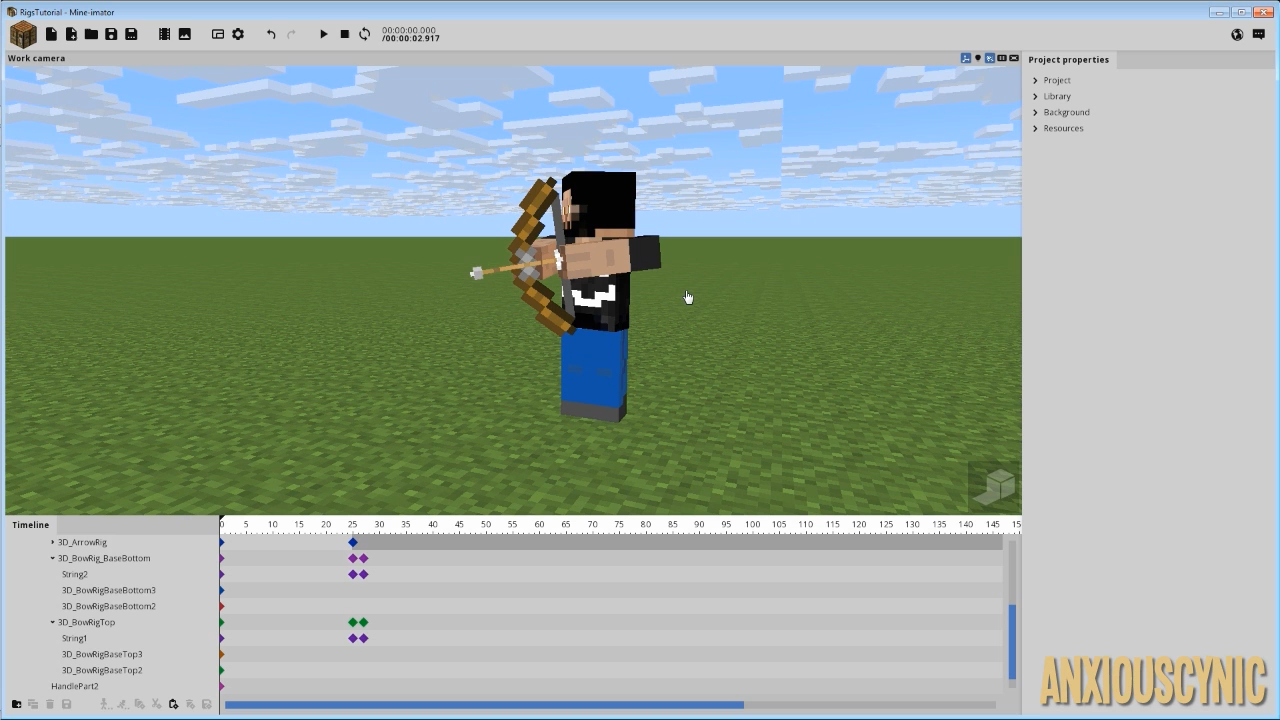 RigsTutorial - Mine-imator
00:00:00.000
/00:00:02.917
Work camera
Project properties
Project
Library
Background
Resources
Timeline
0 5 10 15 20 25 30 35 40 45 50 55 60 65 70 75 80 85 90 95 100 105 110 115 120 125 130 135 140 145 15
3D_ArrowRig
3D_BowRig_BaseBottom
String2
3D_BowRigBaseBottom3
3D_BowRigBaseBottom2
3D_BowRigTop
String1
3D_BowRigBaseTop3
3D_BowRigBaseTop2
HandlePart2
ANXIOUSCYNIC